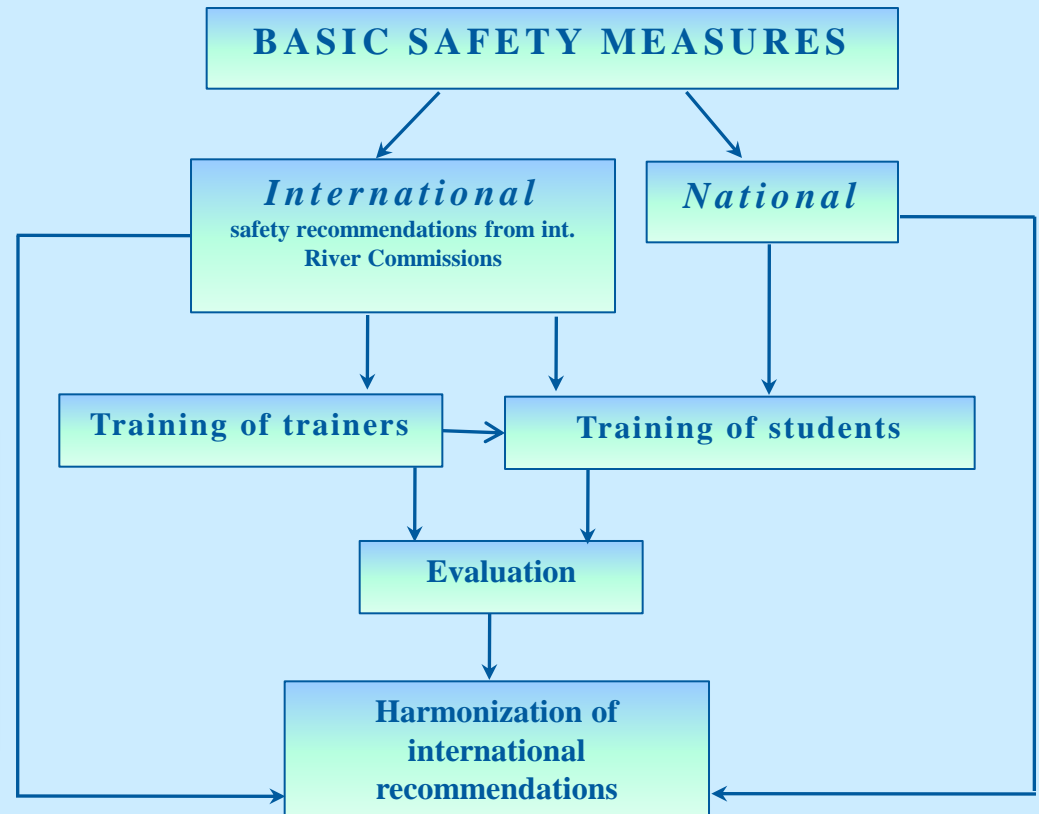 BASIC SAFETY MEASURES
International
safety recommendations from int.
River Commissions
National
Training of trainers
Training of students
Evaluation
Harmonization of
international
recommendations